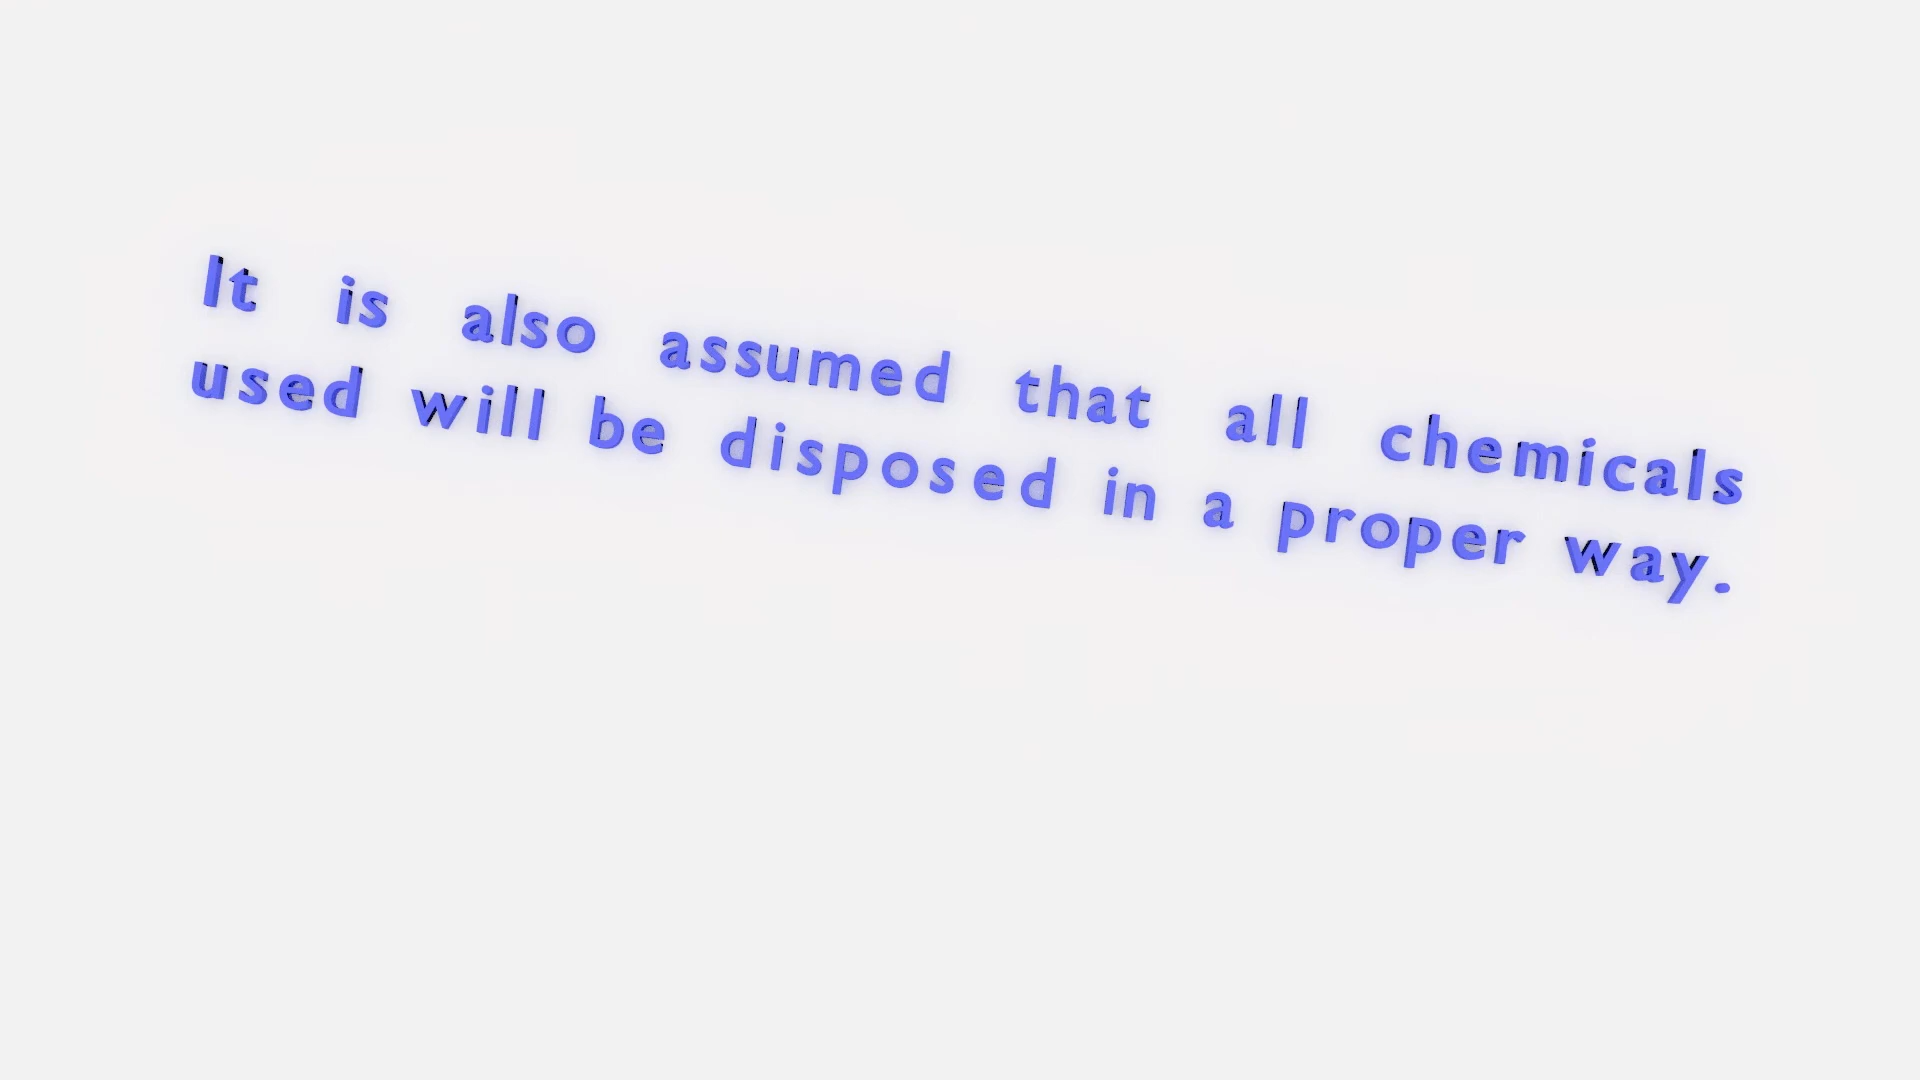 It is also assumed that all chemicals
used will be disposed in a proper way.